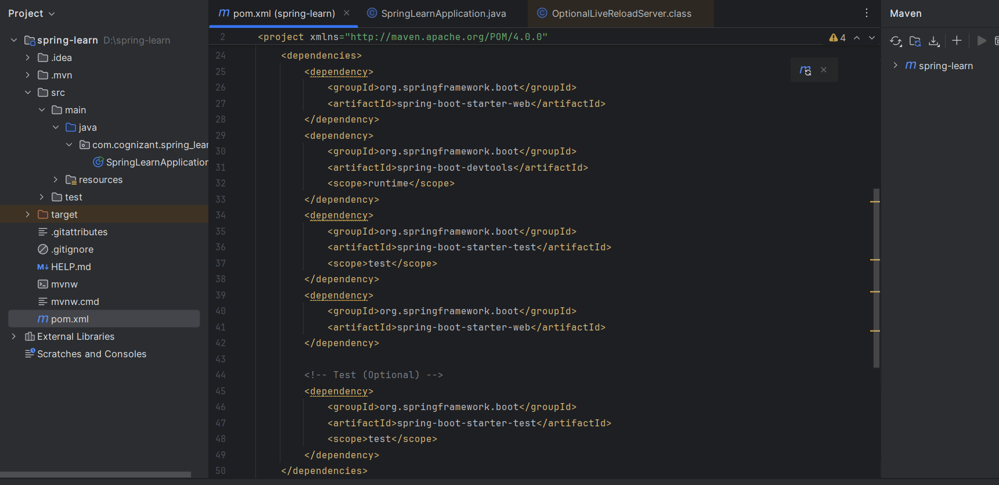 Project
pom.xml (spring-learn)
SpringLearnApplication.java
OptionalLiveReloadServer.class
Maven
spring-learn D:\spring-learn
.idea
.mvn
src
main
java
com.cognizant.spring_lear
SpringLearnApplication
resources
test
target
.gitattributes
.gitignore
M↓ HELP.md
mvnw
mvnw.cmd
m pom.xml
External Libraries
Scratches and Consoles
2 <project xmlns="http://maven.apache.org/POM/4.0.0"
4
24 <dependencies>
25 <dependency>
26 <groupId>org.springframework.boot</groupId>
27 <artifactId>spring-boot-starter-web</artifactId>
28 </dependency>
29 <dependency>
30 <groupId>org.springframework.boot</groupId>
31 <artifactId>spring-boot-devtools</artifactId>
32 <scope>runtime</scope>
33 </dependency>
34 <dependency>
35 <groupId>org.springframework.boot</groupId>
36 <artifactId>spring-boot-starter-test</artifactId>
37 <scope>test</scope>
38 </dependency>
39 <dependency>
40 <groupId>org.springframework.boot</groupId>
41 <artifactId>spring-boot-starter-web</artifactId>
42 </dependency>
43
44 <!-- Test (Optional) -->
45 <dependency>
46 <groupId>org.springframework.boot</groupId>
47 <artifactId>spring-boot-starter-test</artifactId>
48 <scope>test</scope>
49 </dependency>
50 </dependencies>
m spring-learn